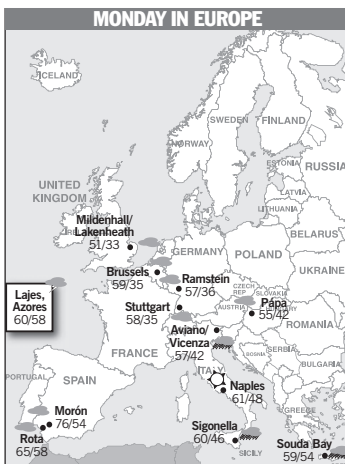 MONDAY IN EUROPE
ICELAND
SWEDEN
FINLAND
NORWAY
ESTONIA
RUSSIA
LATVIA
LITHUANIA
UNITED
KINGDOM
BELARUS
Mildenhall/
Lakenheath
51/33
GERMANY
POLAND
UKRAINE
Brussels
59/35
Ramstein
57/36
CZECH
REP
SLOVAKIA
Lajes,
Azores
60/58
Stuttgart
58/35
AUSTRIA
Pápa
55/42
Aviano/
Vicenza
57/42
ROMANIA
FRANCE
BOSNIA
SERBIA
BULGARIA
ITALY
PORTUGAL
SPAIN
Naples
61/48
Morón
76/54
GREECE
Rota
65/58
Sigonella
60/46
SICILY
Souda Bay
59/54